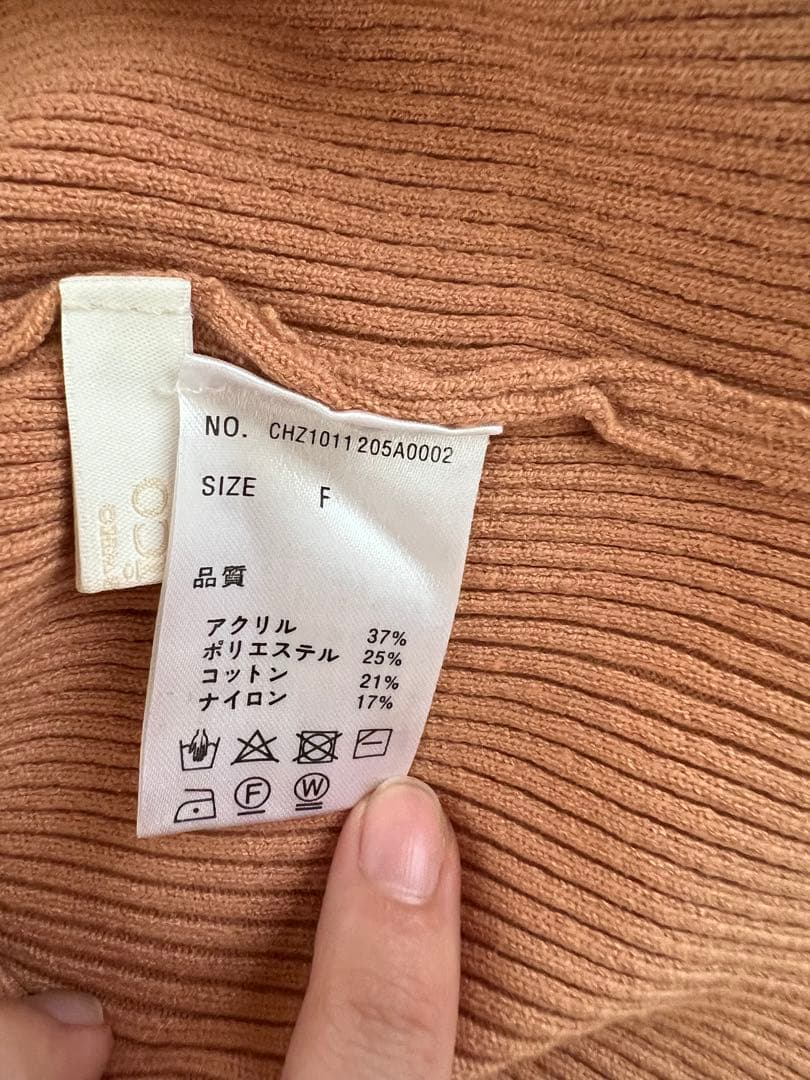 NO. CHZ1011205A0002
SIZE F
品質
アクリル 37%
ポリエステル 25%
コットン 21%
ナイロン 17%
F W